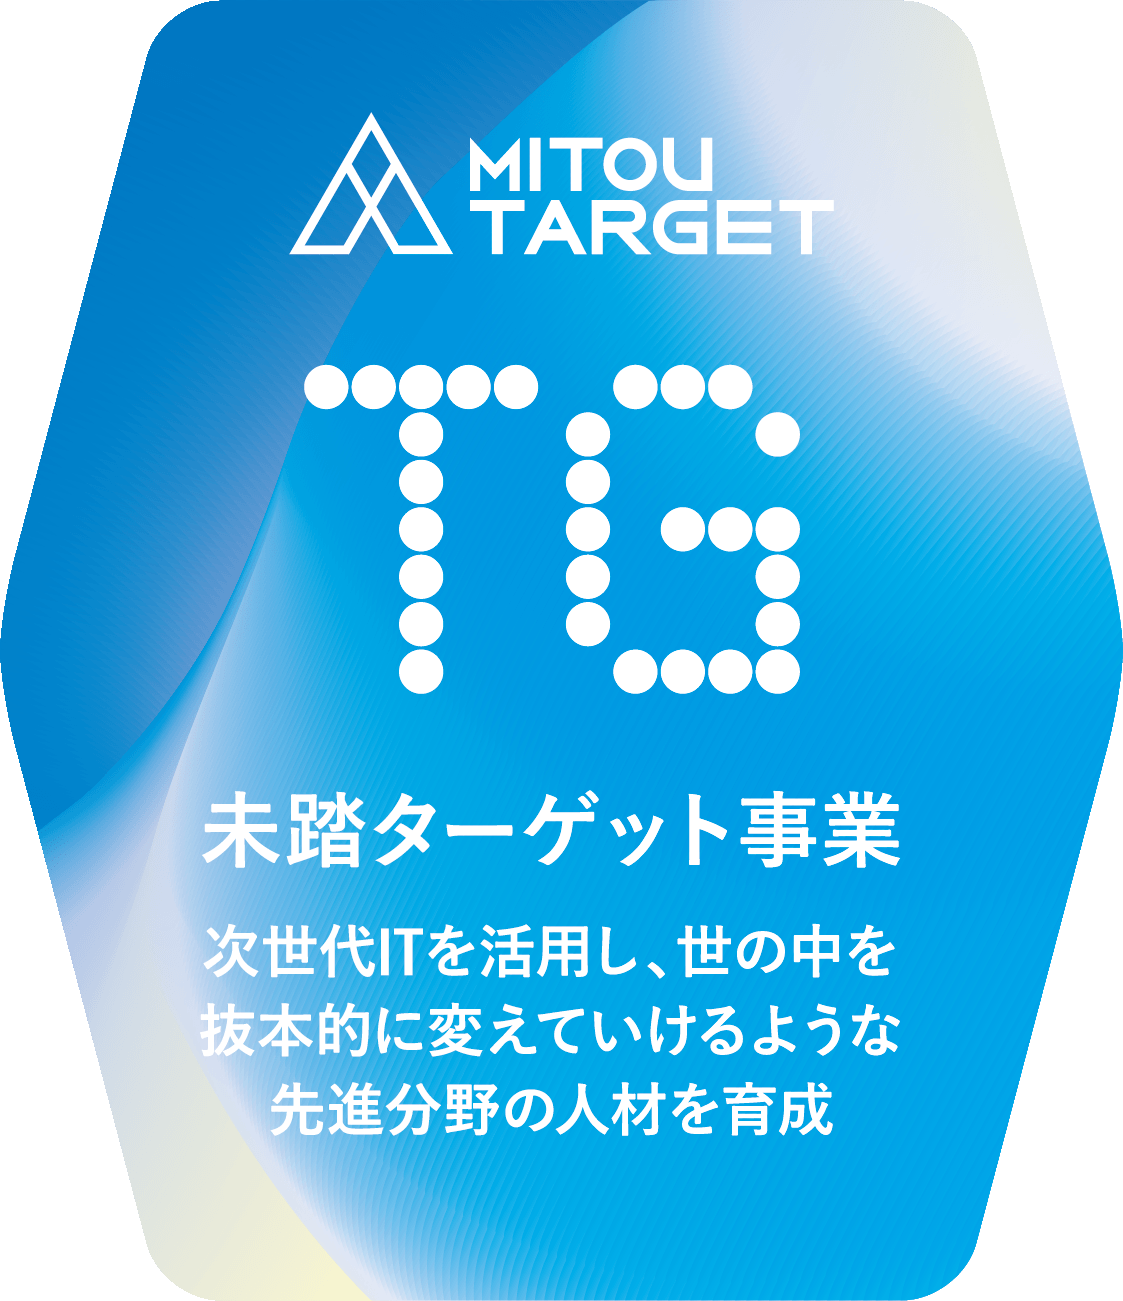 MITOU
TARGET
TG
未踏ターゲット事業
次世代ITを活用し、世の中を
抜本的に変えていけるような
先進分野の人材を育成